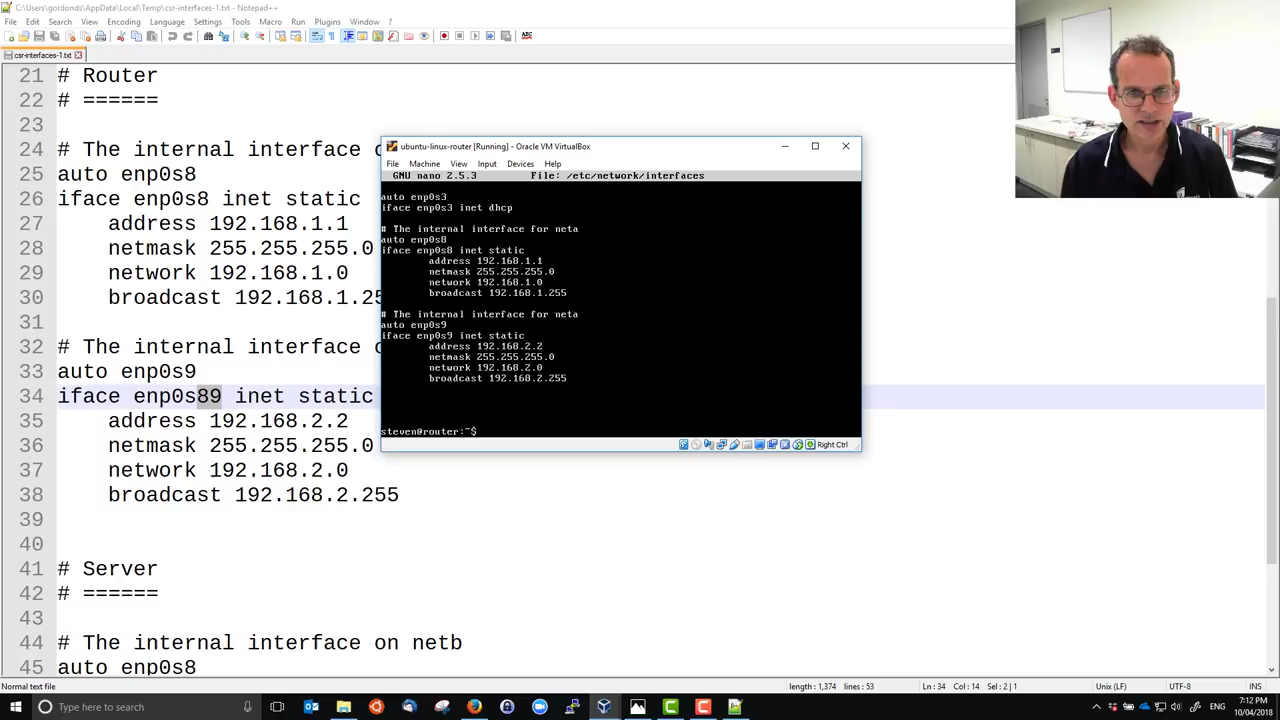 C:\Users\gordonds\AppData\Local\Temp\csr-interfaces-1.txt - Notepad++
File Edit Search View Encoding Language Settings Tools Macro Run Plugins Window ?
csr-interfaces-1.txt
21 # Router
22 # ======
23
24 # The internal interface o
25 auto enp0s8
26 iface enp0s8 inet static
27 address 192.168.1.1
28 netmask 255.255.255.0
29 network 192.168.1.0
30 broadcast 192.168.1.25
31
32 # The internal interface o
33 auto enp0s9
34 iface enp0s89 inet static
35 address 192.168.2.2
36 netmask 255.255.255.0
37 network 192.168.2.0
38 broadcast 192.168.2.255
39
40
41 # Server
42 # ======
43
44 # The internal interface on netb
45 auto enp0s8
ubuntu-linux-router [Running] - Oracle VM VirtualBox
File Machine View Input Devices Help
GNU nano 2.5.3 File: /etc/network/interfaces
auto enp0s3
iface enp0s3 inet dhcp
# The internal interface for neta
auto enp0s8
iface enp0s8 inet static
address 192.168.1.1
netmask 255.255.255.0
network 192.168.1.0
broadcast 192.168.1.255
# The internal interface for neta
auto enp0s9
iface enp0s9 inet static
address 192.168.2.2
netmask 255.255.255.0
network 192.168.2.0
broadcast 192.168.2.255
steven@router:~$
Right Ctrl
Normal text file length : 1,374 lines : 53 Ln : 34 Col : 14 Sel : 2 | 1 Unix (LF) UTF-8 INS
Type here to search
7:12 PM
10/04/2018